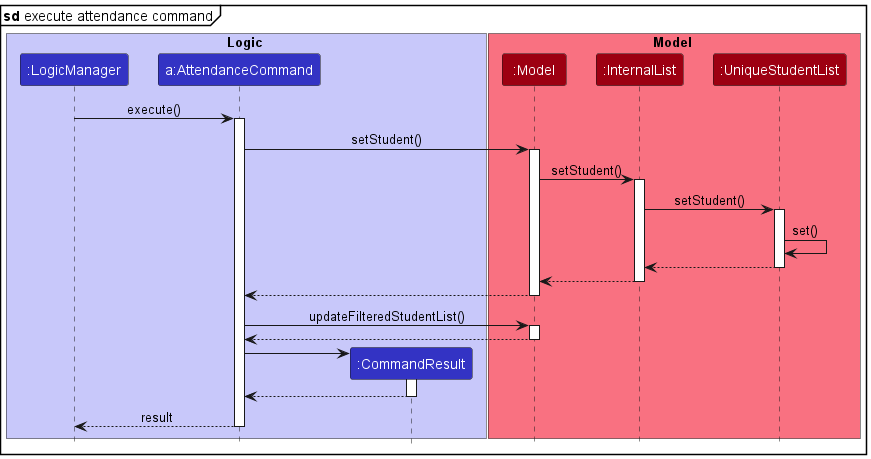 sd execute attendance command
Logic
Model
:LogicManager
a:AttendanceCommand
:Model
:InternalList
:UniqueStudentList
execute()
setStudent()
setStudent()
setStudent()
set()
updateFilteredStudentList()
:CommandResult
result